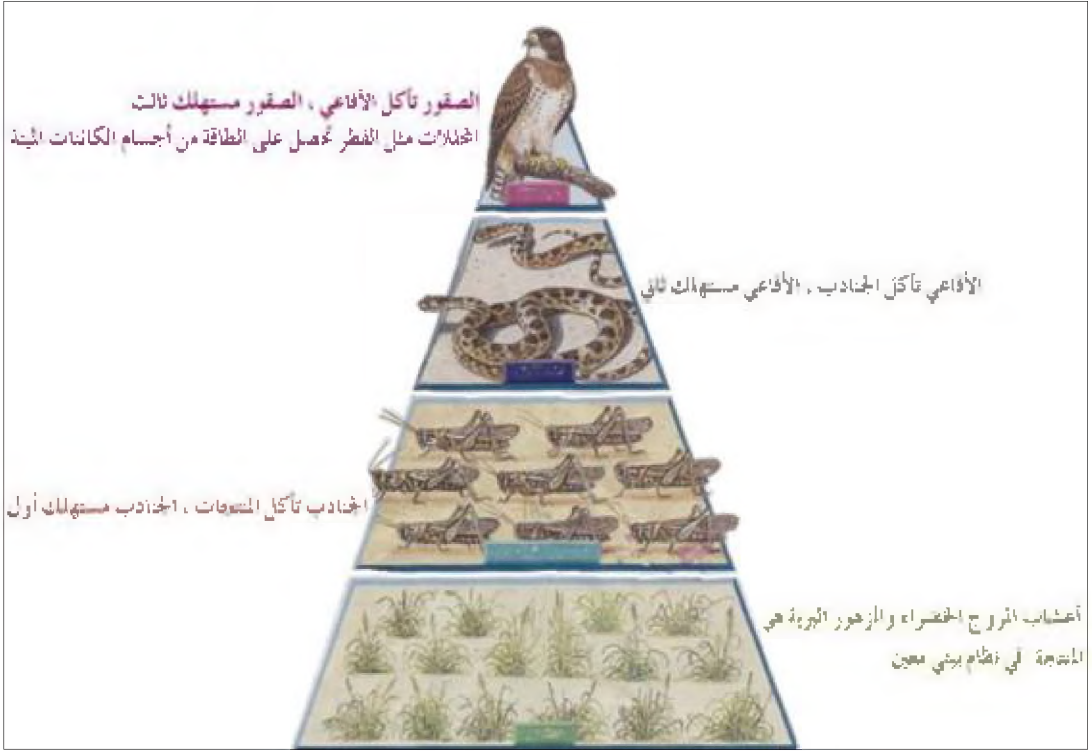 الصقور تأكل الأفاعي ، الصقور مستهلك ثالث
المحللات مثل الفطر تحصل على الطاقة من أجسام الكائنات الميتة
الأفاعي تأكل الجنادب ، الأفاعي مستهلك ثاني
الجنادب تأكل المنتجات ، الجنادب مستهلك أول
أعشاب المروج الخضراء والزهور البرية هي
المنتجة في نظام بيئي معين